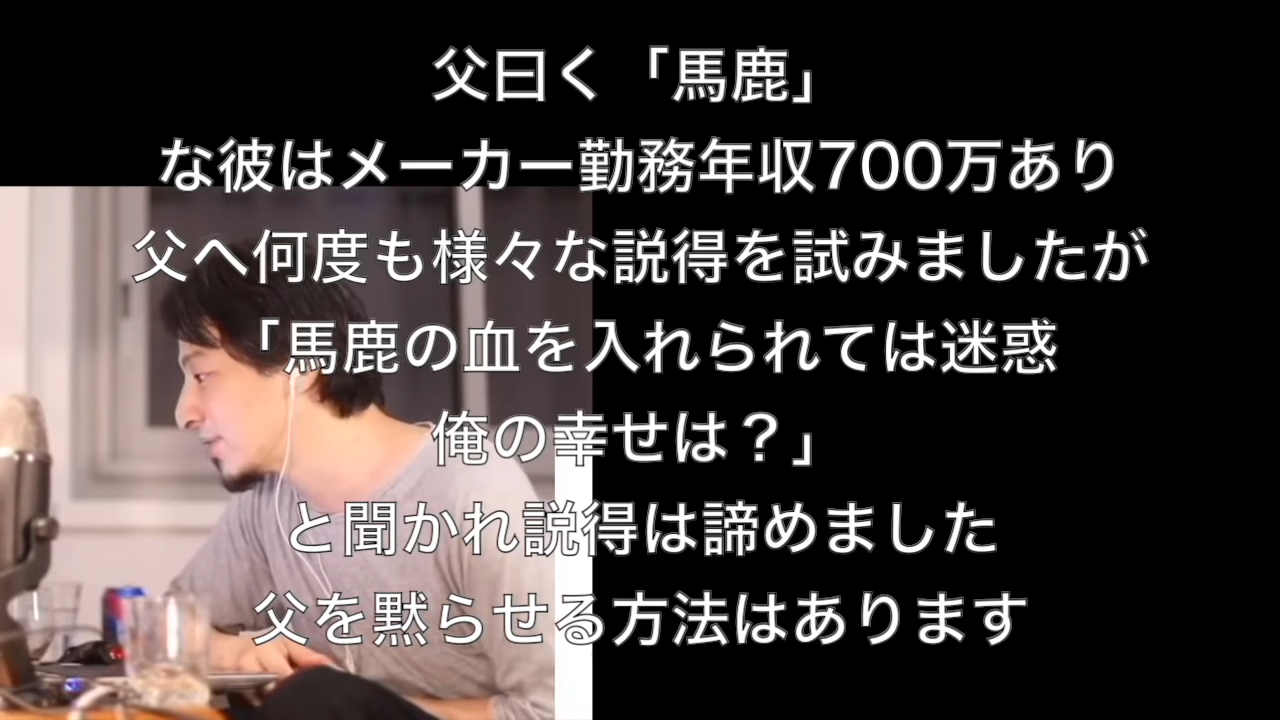 父曰く「馬鹿」
な彼はメーカー勤務年収700万あり
父へ何度も様々な説得を試みましたが
「馬鹿の血を入れられては迷惑
俺の幸せは？」
と聞かれ説得は諦めました
父を黙らせる方法はあります